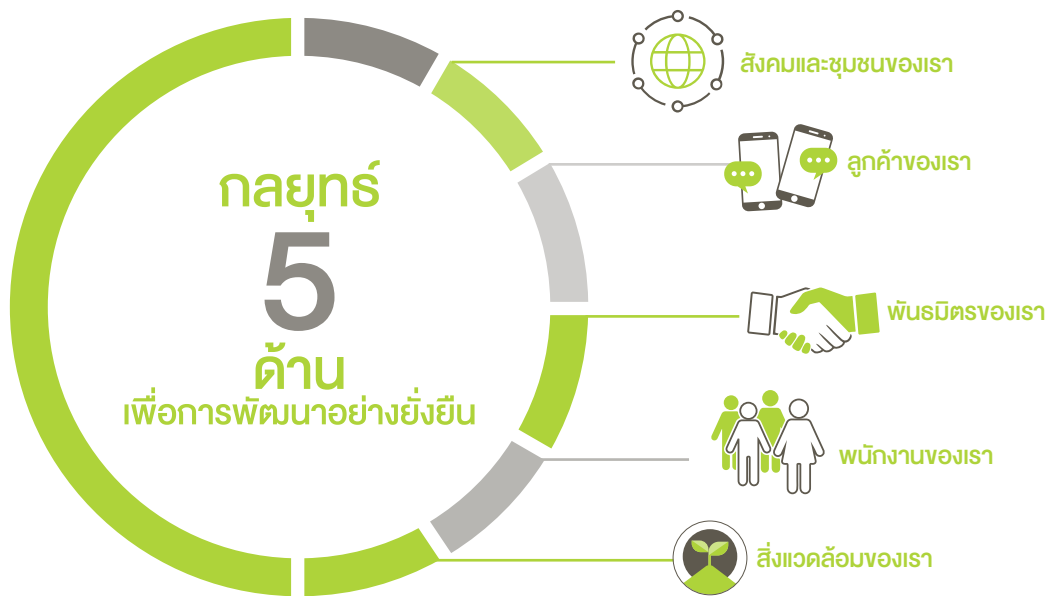 กลยุทธ์
5
ด้าน
เพื่อการพัฒนาอย่างยั่งยืน
สังคมและชุมชนของเรา
ลูกค้าของเรา
พันธมิตรของเรา
พนักงานของเรา
สิ่งแวดล้อมของเรา